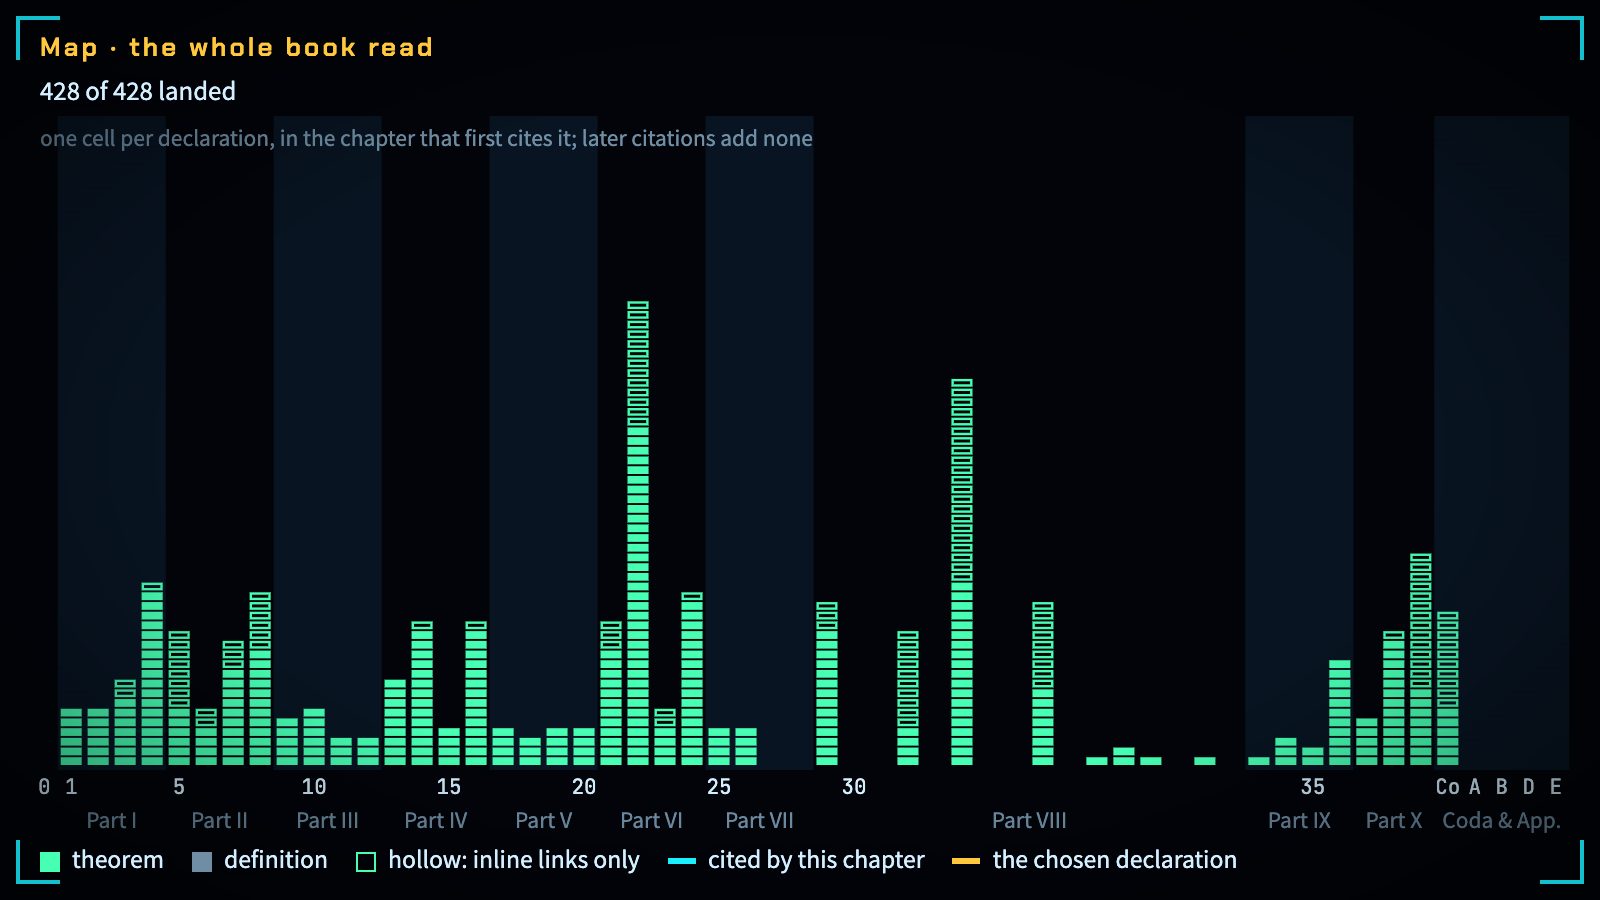 Map · the whole book read
428 of 428 landed
one cell per declaration, in the chapter that first cites it; later citations add none
0 1 5 10 15 20 25 30 35 Co A B D E
Part I Part II Part III Part IV Part V Part VI Part VII Part VIII Part IX Part X Coda & App.
theorem definition hollow: inline links only cited by this chapter the chosen declaration